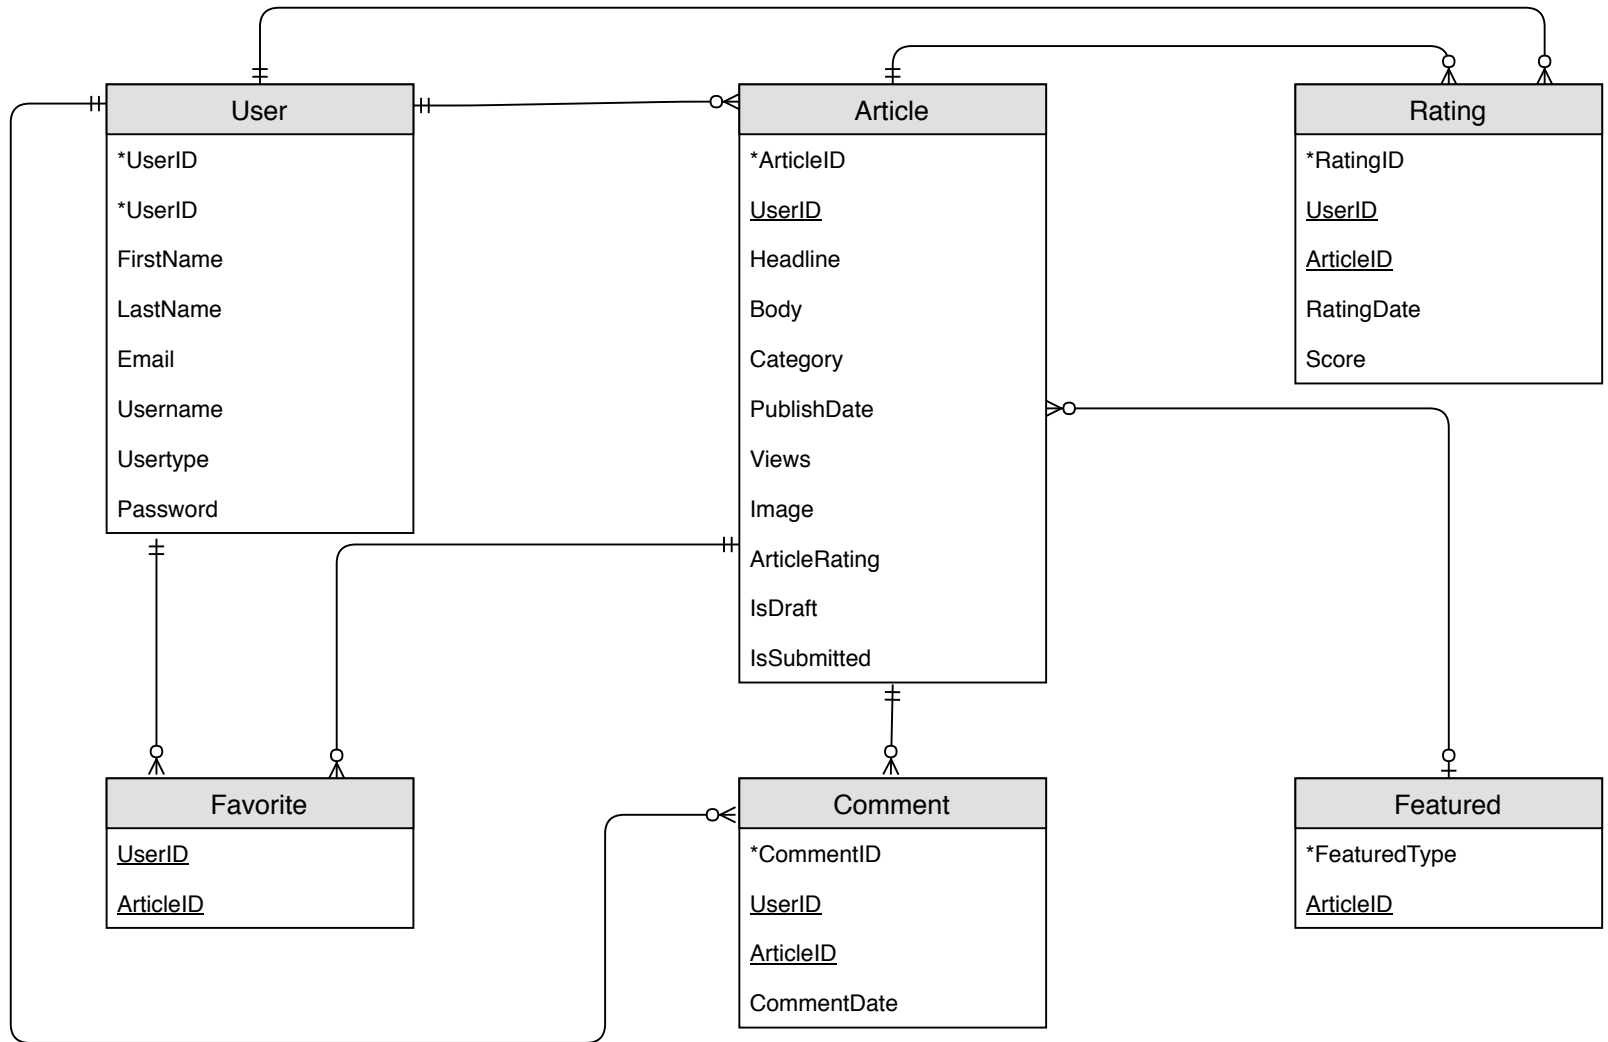 User
*UserID
*UserID
FirstName
LastName
Email
Username
Usertype
Password
Article
*ArticleID
UserID
Headline
Body
Category
PublishDate
Views
Image
ArticleRating
IsDraft
IsSubmitted
Rating
*RatingID
UserID
ArticleID
RatingDate
Score
Favorite
UserID
ArticleID
Comment
*CommentID
UserID
ArticleID
CommentDate
Featured
*FeaturedType
ArticleID